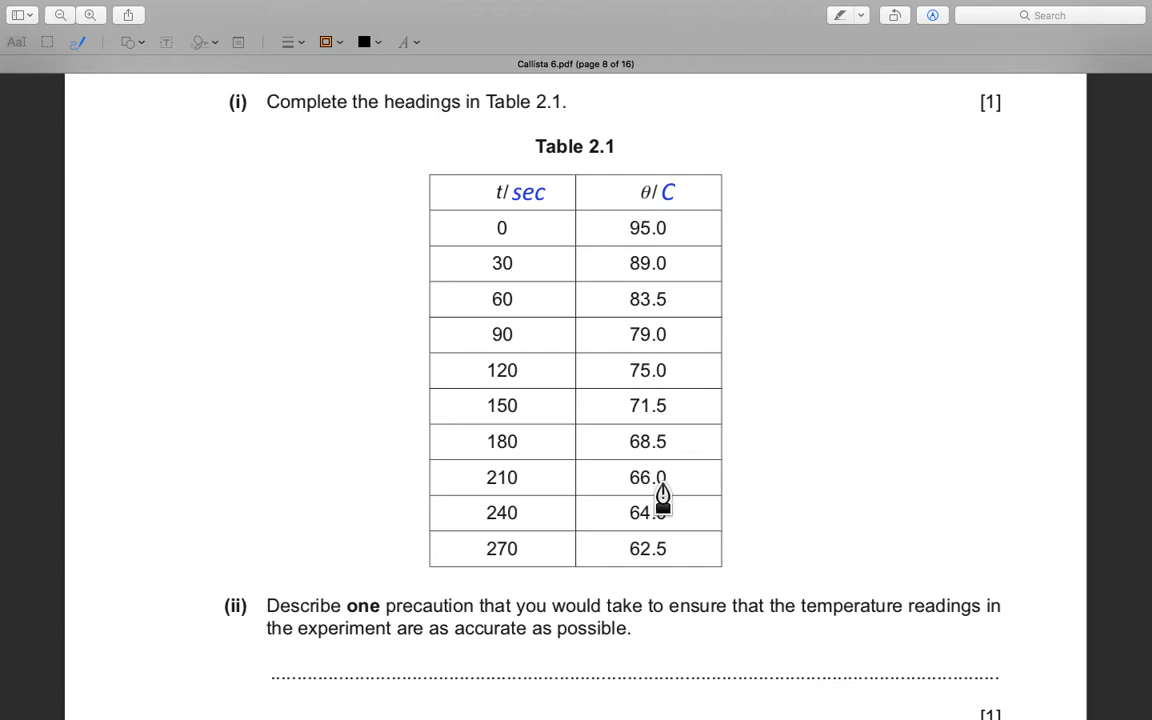 Search
AaI
T
A
Callista 6.pdf (page 8 of 16)
(i) Complete the headings in Table 2.1. [1]
Table 2.1
t/ sec θ/ C
0 95.0
30 89.0
60 83.5
90 79.0
120 75.0
150 71.5
180 68.5
210 66.0
240
270 62.5
(ii) Describe one precaution that you would take to ensure that the temperature readings in
the experiment are as accurate as possible.
[1]